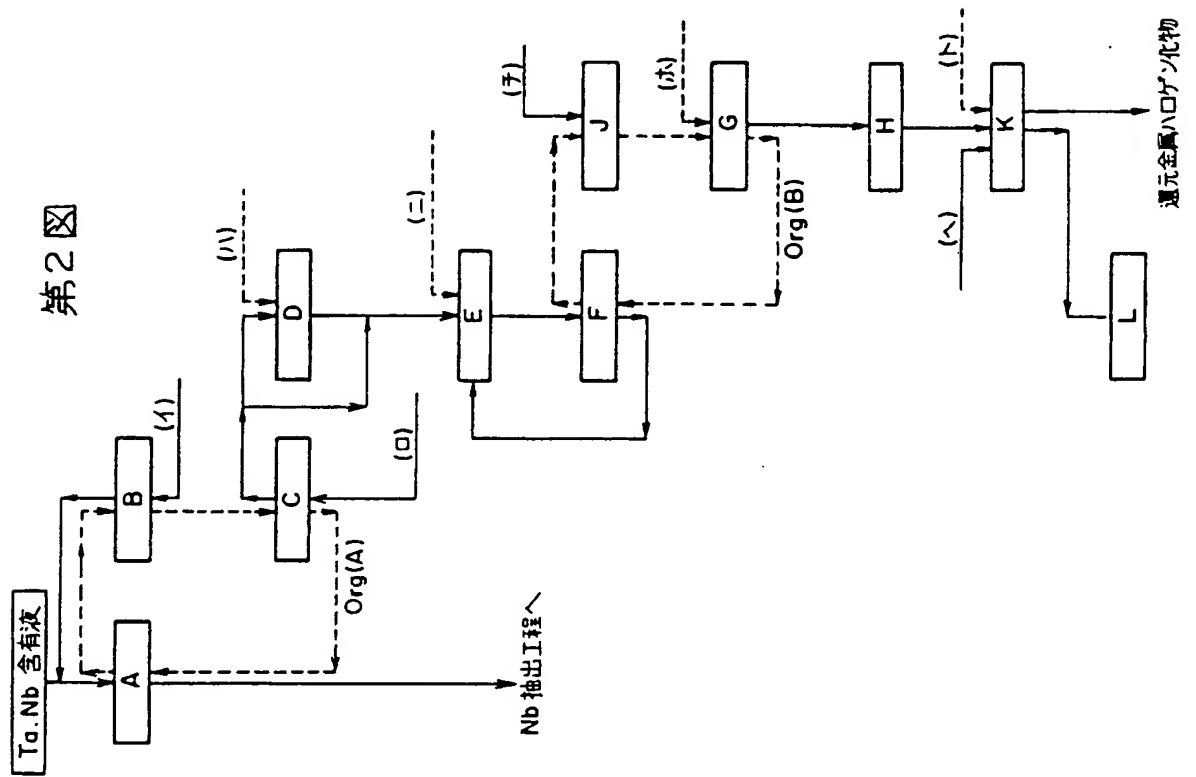 第2図
Ta.Nb 含有液
A
B
(イ)
C
(ロ)
Org(A)
Nb 抽出工程へ
D
(ハ)
E
(ニ)
F
J
(チ)
G
(ホ)
Org(B)
H
K
(ヘ)
(ト)
L
還元金属ハロゲン化物